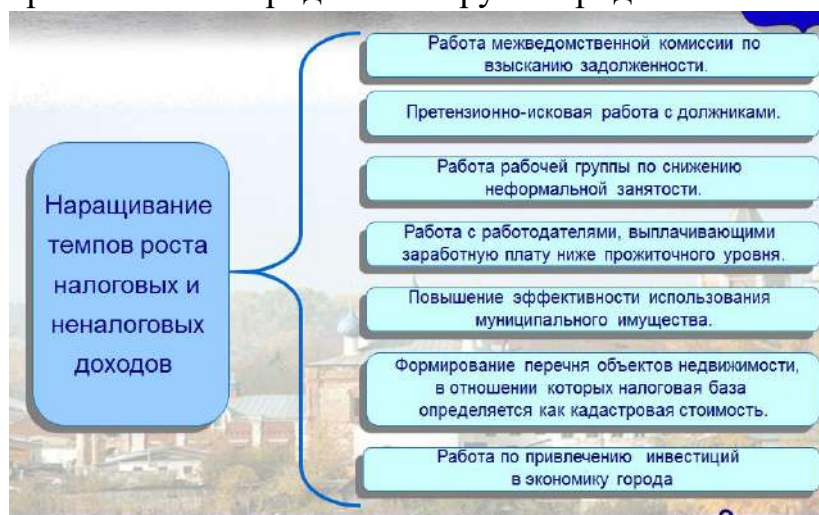 Наращивание
темпов роста
налоговых и
неналоговых
доходов
Работа межведомственной комиссии по
взысканию задолженности.
Претензионно-исковая работа с должниками.
Работа рабочей группы по снижению
неформальной занятости.
Работа с работодателями, выплачивающими
заработную плату ниже прожиточного уровня.
Повышение эффективности использования
муниципального имущества.
Формирование перечня объектов недвижимости,
в отношении которых налоговая база
определяется как кадастровая стоимость.
Работа по привлечению инвестиций
в экономику города